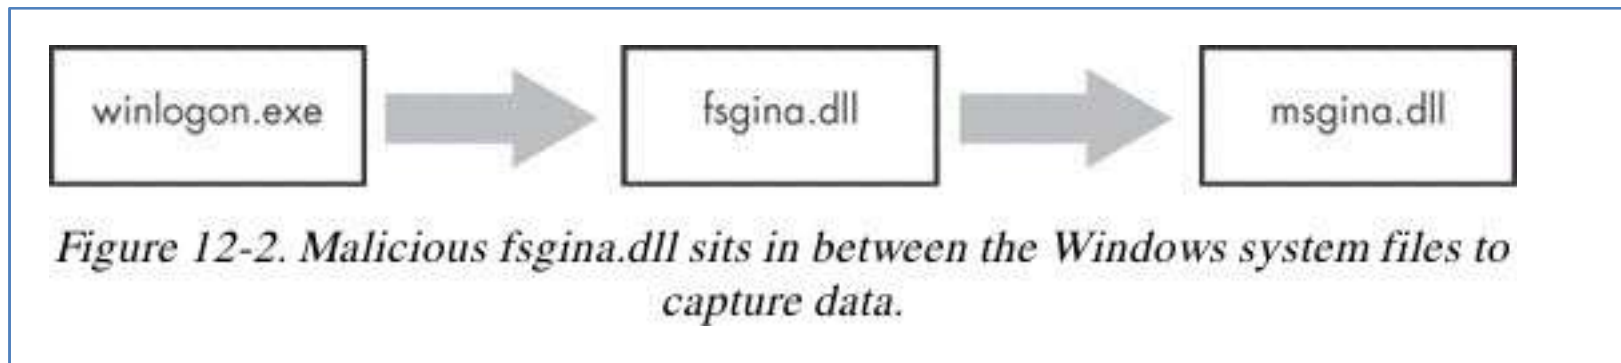 winlogon.exe
fsgina.dll
msgina.dll
Figure 12-2. Malicious fsgina.dll sits in between the Windows system files to
capture data.